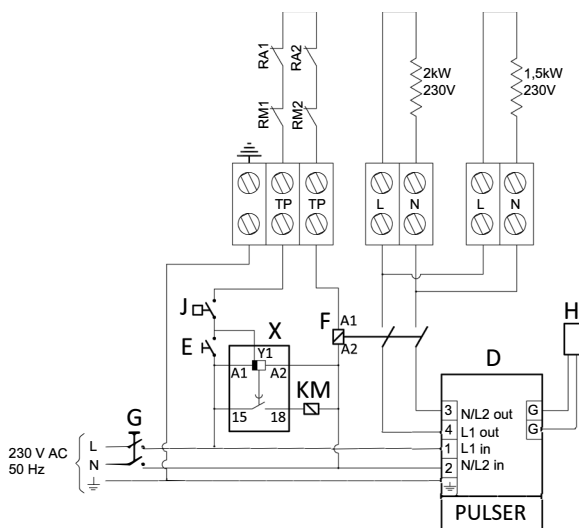 RA1
RA2
RM1
RM2
2kW
230V
1,5kW
230V
TP
TP
L
N
L
N
J
E
X
Y1
A1
A2
15
18
KM
F
A1
A2
H
D
3
N/L2 out
G
4
L1 out
G
1
L1 in
2
N/L2 in
PULSER
G
230 V AC
50 Hz
L
N